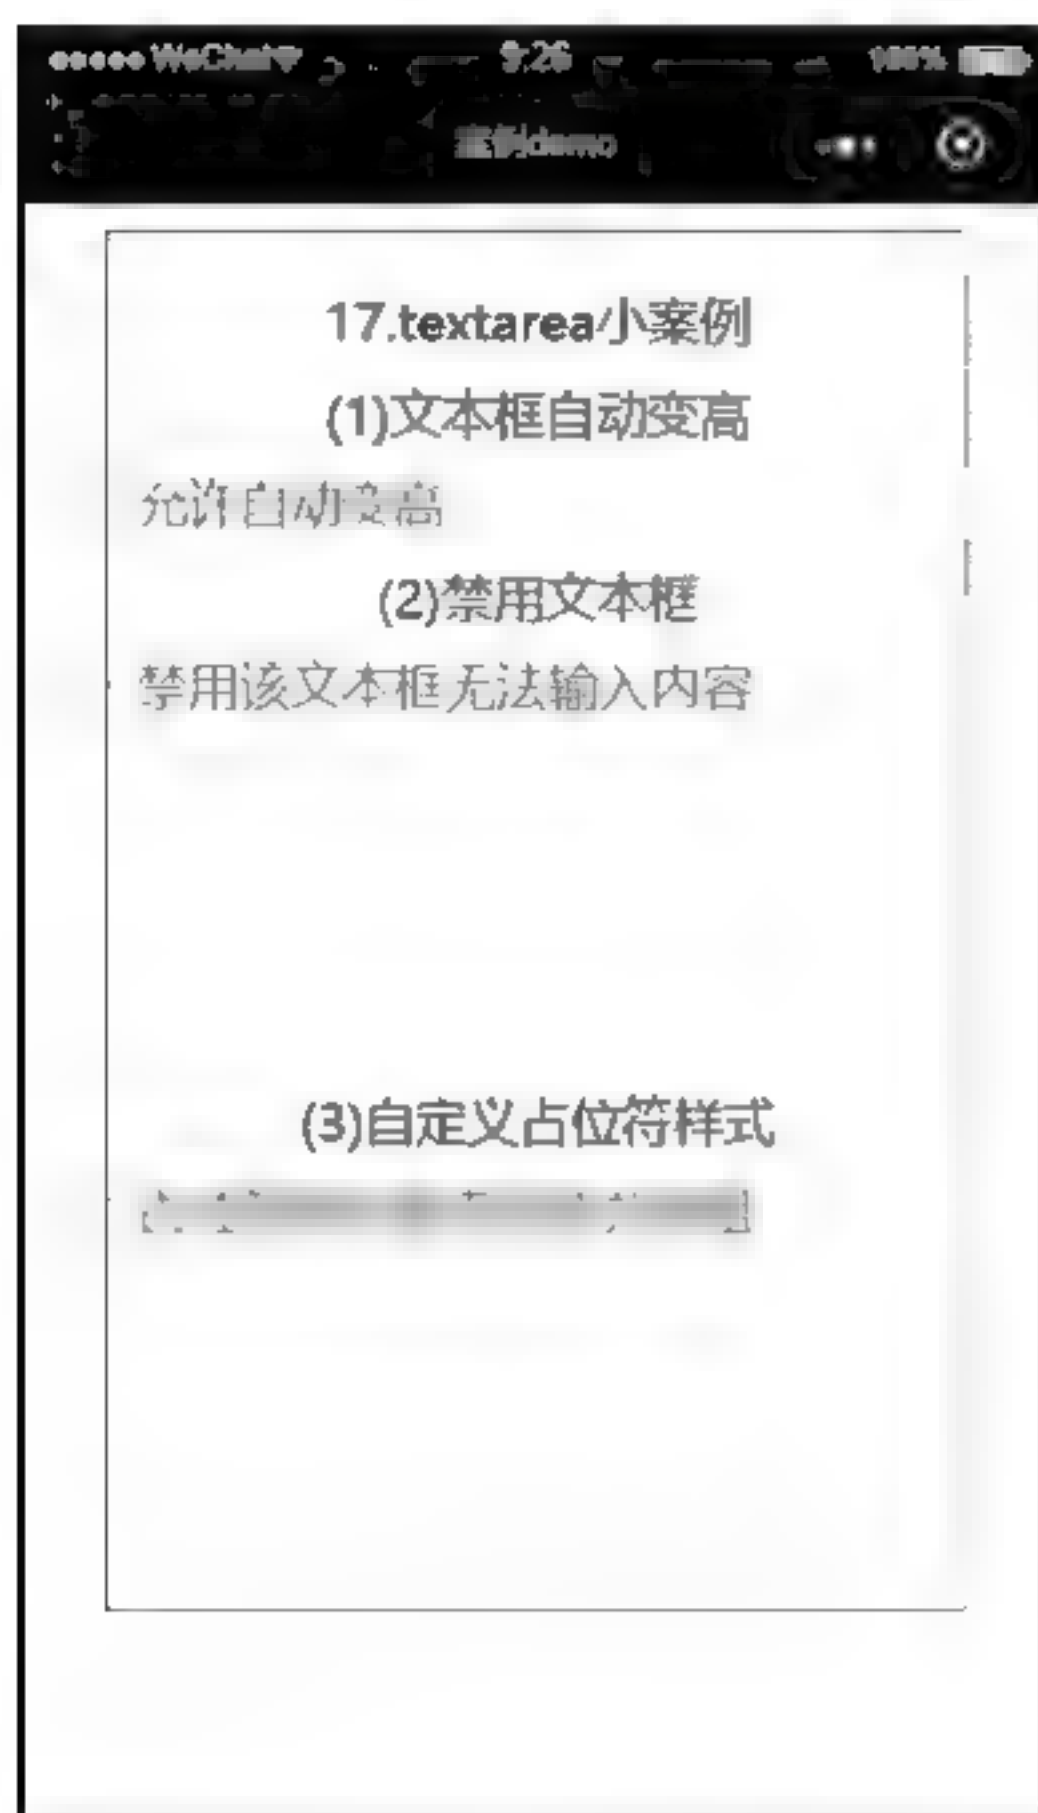 WeChat 9:26 100%
案例demo
17.textarea小案例
(1)文本框自动变高
允许自动变高
(2)禁用文本框
禁用该文本框无法输入内容
(3)自定义占位符样式